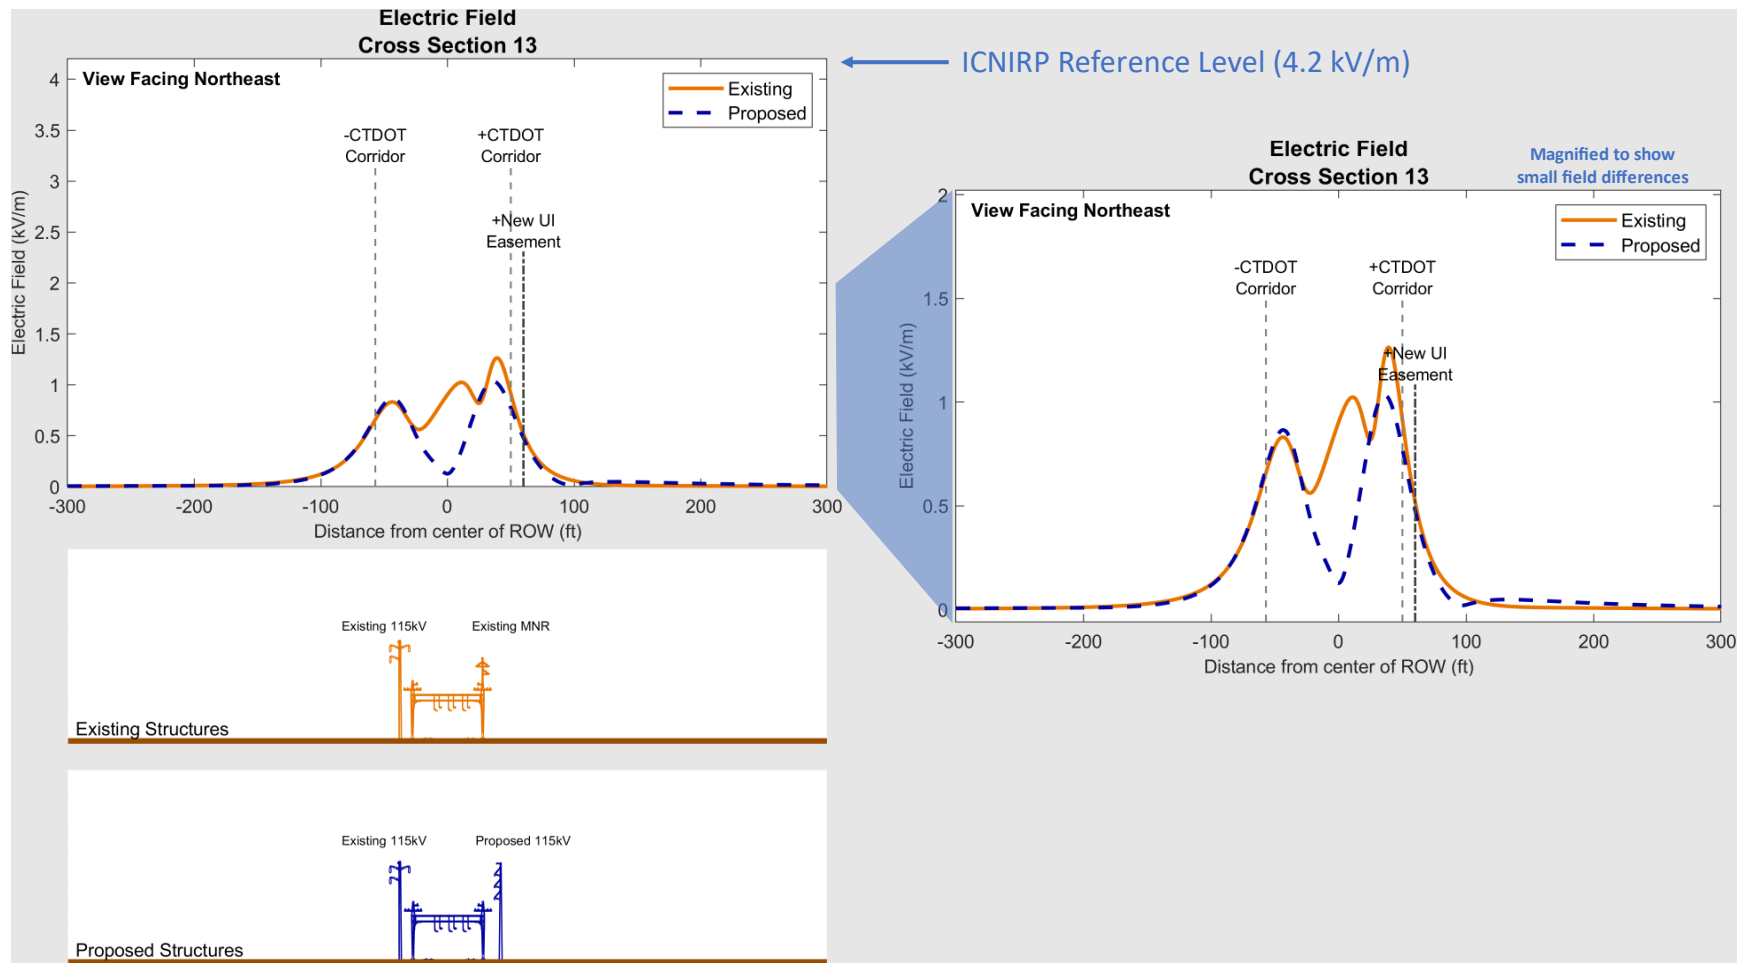 Electric Field
Cross Section 13
ICNIRP Reference Level (4.2 kV/m)
View Facing Northeast
Existing
Proposed
-CTDOT
Corridor
+CTDOT
Corridor
+New UI
Easement
4
3.5
3
2.5
2
1.5
1
0.5
0
Electric Field (kV/m)
-300
-200
-100
0
100
200
300
Distance from center of ROW (ft)
Electric Field
Cross Section 13
Magnified to show
small field differences
View Facing Northeast
Existing
Proposed
-CTDOT
Corridor
+CTDOT
Corridor
+New UI
Easement
2
1.5
1
0.5
0
Electric Field (kV/m)
-300
-200
-100
0
100
200
300
Distance from center of ROW (ft)
Existing 115kV
Existing MNR
Existing Structures
Existing 115kV
Proposed 115kV
Proposed Structures